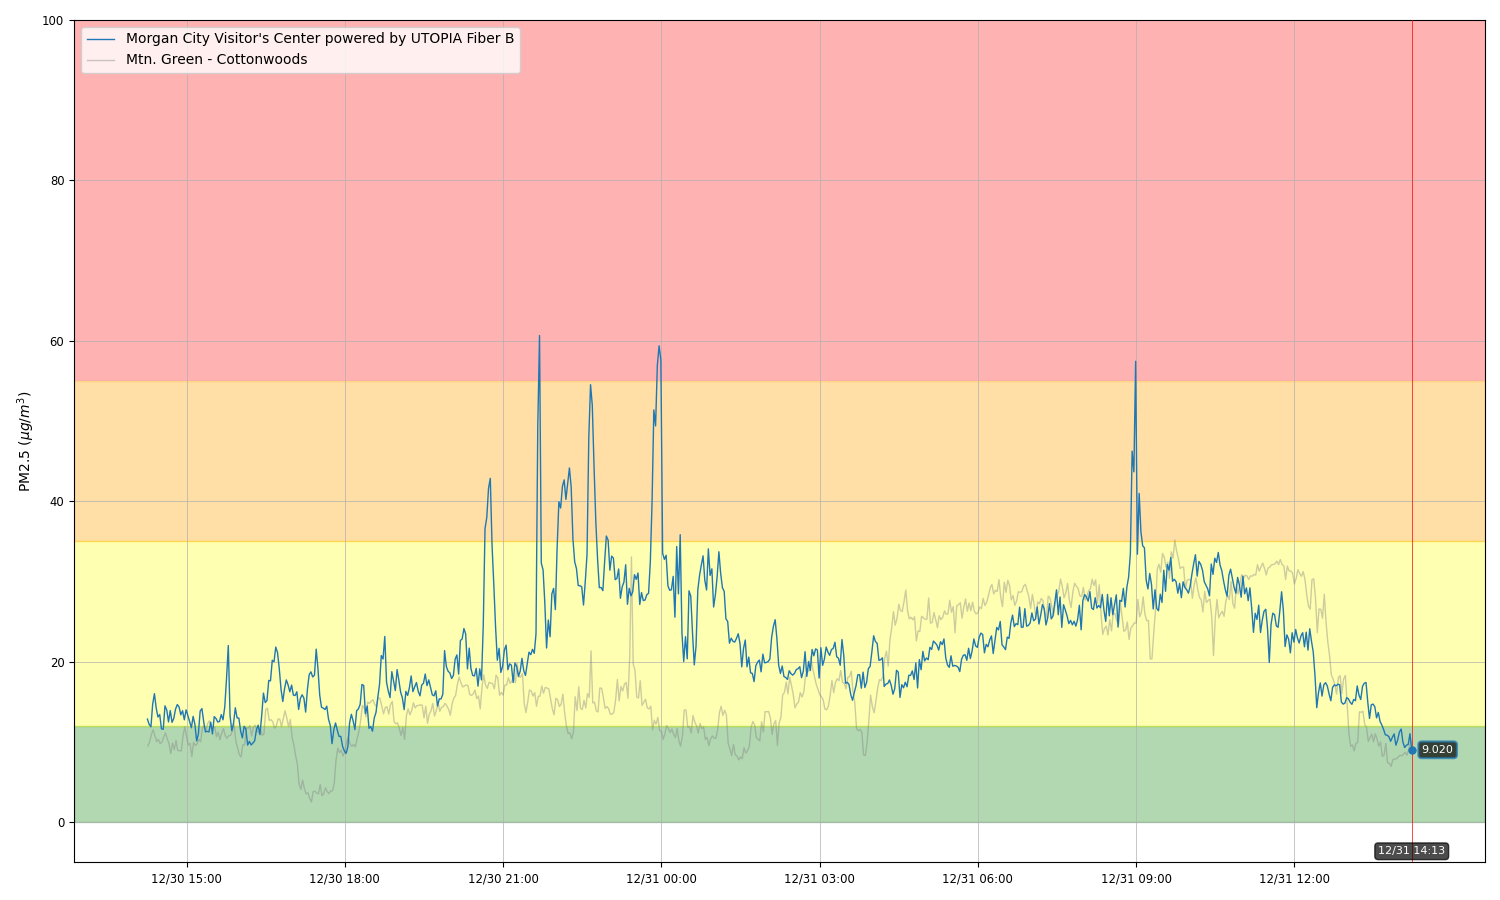 100
Morgan City Visitor's Center powered by UTOPIA Fiber B
Mtn. Green - Cottonwoods
80
60
40
20
0
PM2.5 (μg/m³)
9.020
12/31 14:13
12/30 15:00 12/30 18:00 12/30 21:00 12/31 00:00 12/31 03:00 12/31 06:00 12/31 09:00 12/31 12:00